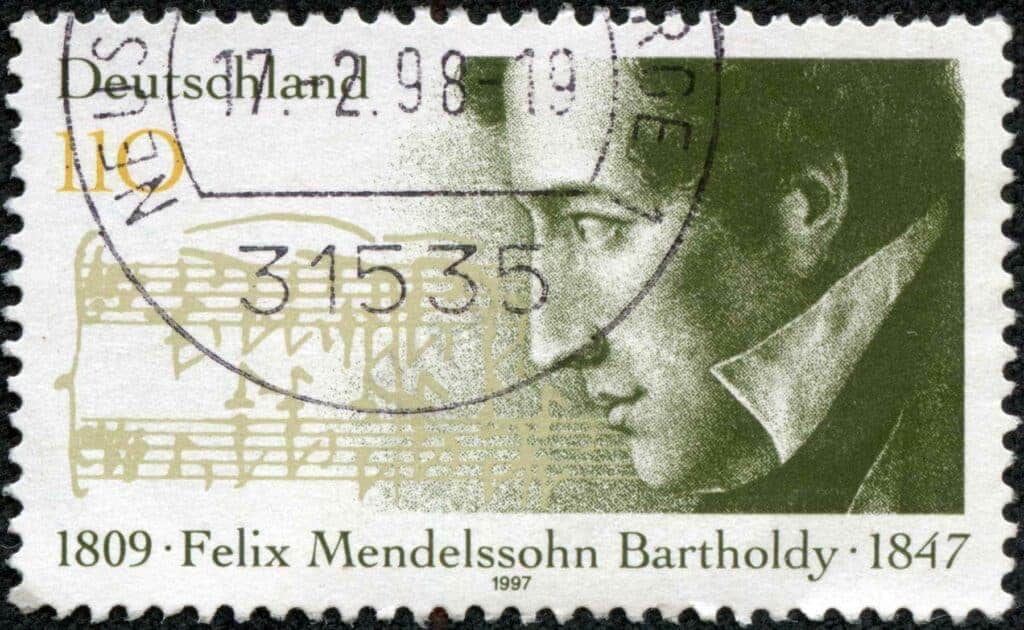 Deutschland
110
17.-2.98-19
31535
1809 · Felix Mendelssohn Bartholdy · 1847
1997